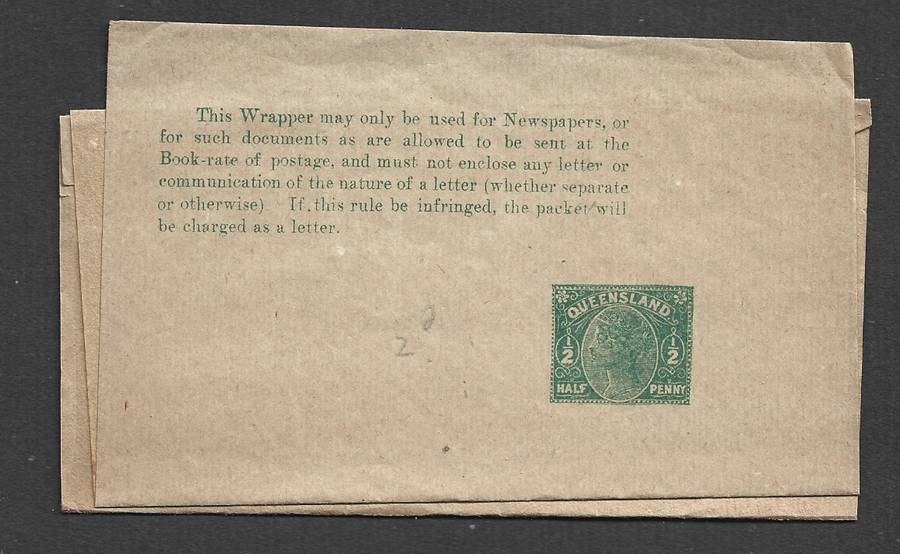 This Wrapper may only be used for Newspapers, or
for such documents as are allowed to be sent at the
Book-rate of postage, and must not enclose any letter or
communication of the nature of a letter (whether separate
or otherwise) If this rule be infringed, the packet will
be charged as a letter.
QUEENSLAND
1/2 1/2
HALF PENNY
2